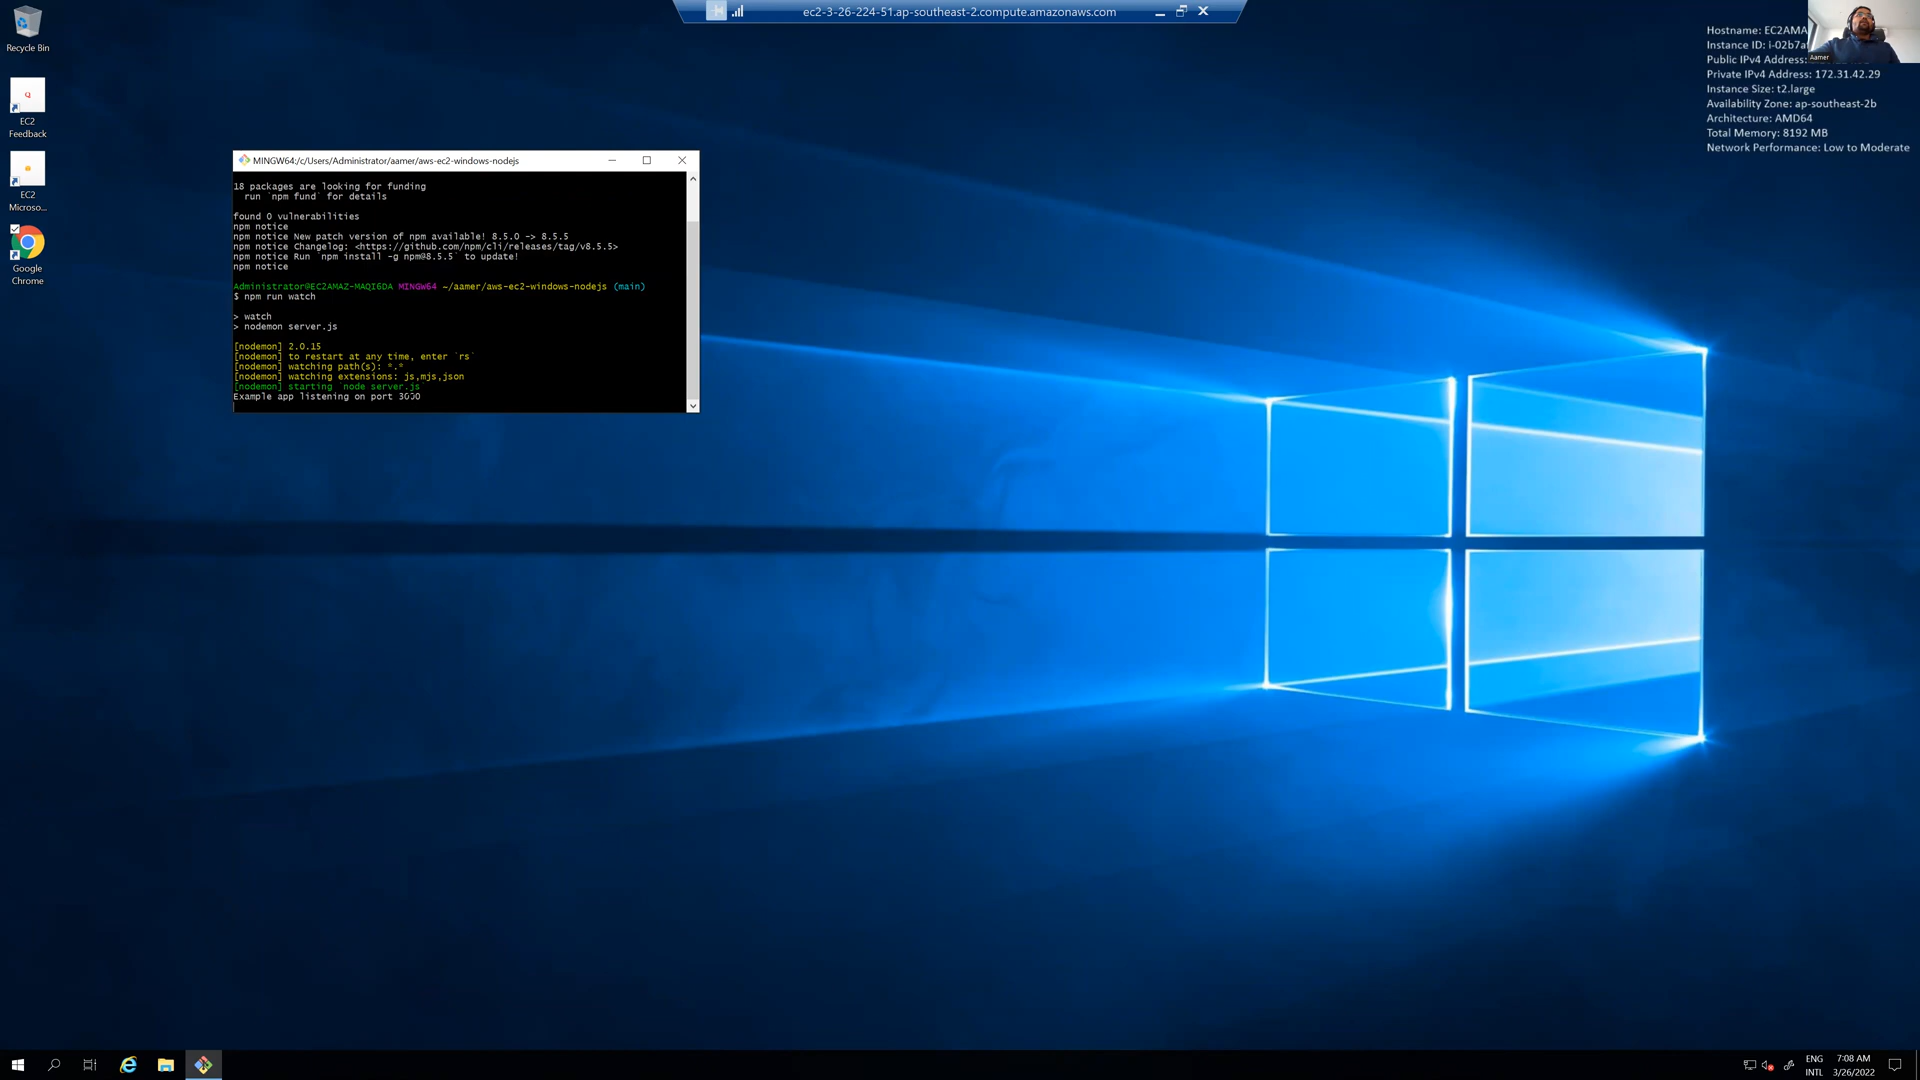 ec2-3-26-224-51.ap-southeast-2.compute.amazonaws.com
Recycle Bin
EC2
Feedback
EC2
Microso...
Google
Chrome
Hostname: EC2AMA
Instance ID: i-02b7a
Public IPv4 Address:
Private IPv4 Address: 172.31.42.29
Instance Size: t2.large
Availability Zone: ap-southeast-2b
Architecture: AMD64
Total Memory: 8192 MB
Network Performance: Low to Moderate
Aamer
MINGW64:/c/Users/Administrator/aamer/aws-ec2-windows-nodejs
18 packages are looking for funding
run `npm fund` for details
found 0 vulnerabilities
npm notice
npm notice New patch version of npm available! 8.5.0 -> 8.5.5
npm notice Changelog: <https://github.com/npm/cli/releases/tag/v8.5.5>
npm notice Run `npm install -g npm@8.5.5` to update!
npm notice
Administrator@EC2AMAZ-MAQI6DA MINGW64 ~/aamer/aws-ec2-windows-nodejs (main)
$ npm run watch
> watch
> nodemon server.js
[nodemon] 2.0.15
[nodemon] to restart at any time, enter `rs`
[nodemon] watching path(s): *.*
[nodemon] watching extensions: js,mjs,json
[nodemon] starting `node server.js`
Example app listening on port 3000
ENG
INTL
7:08 AM
3/26/2022